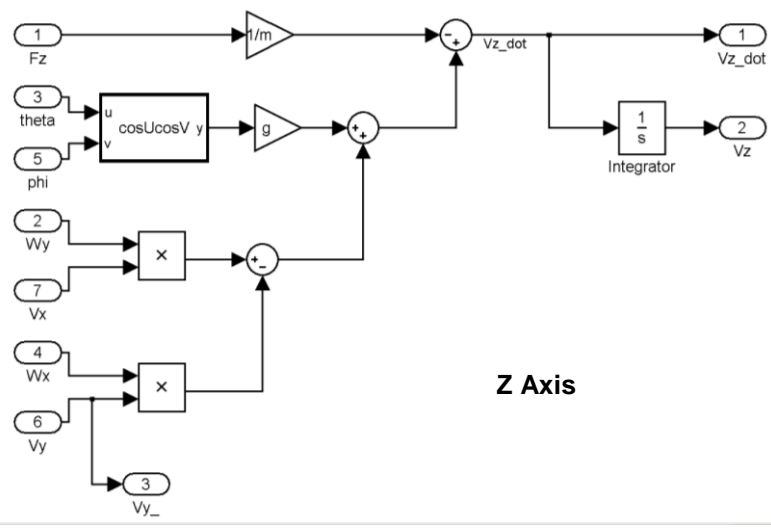 1
Fz
1/m
Vz_dot
1
Vz_dot
3
theta
u
v
cosUcosV y
g
5
phi
1
s
Integrator
2
Vz
2
Wy
×
7
Vx
4
Wx
×
6
Vy
Z Axis
3
Vy_